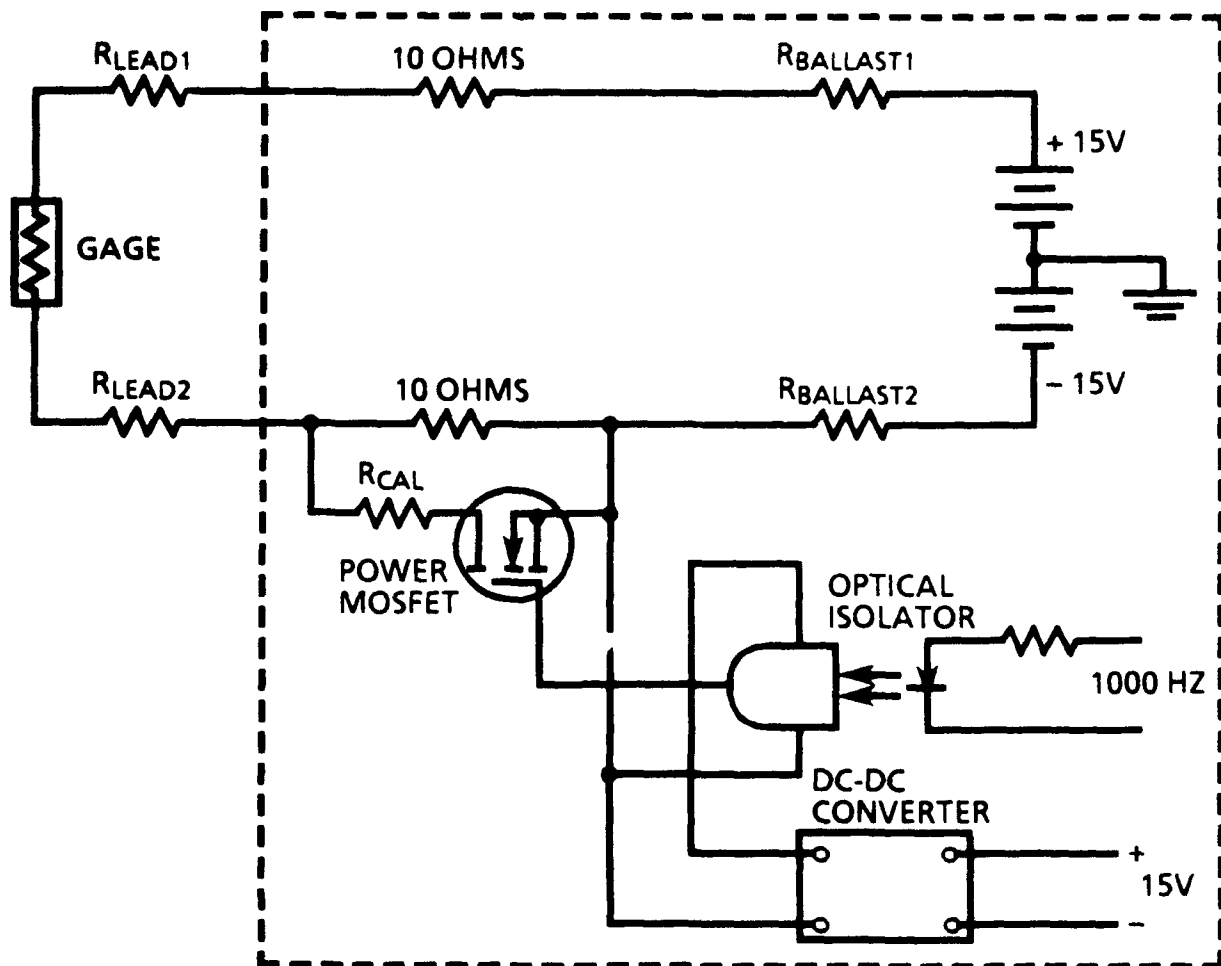 RLEAD1
10 OHMS
RBALLAST1
+ 15V
GAGE
RLEAD2
10 OHMS
RBALLAST2
- 15V
RCAL
POWER
MOSFET
OPTICAL
ISOLATOR
1000 HZ
DC-DC
CONVERTER
+
15V
-